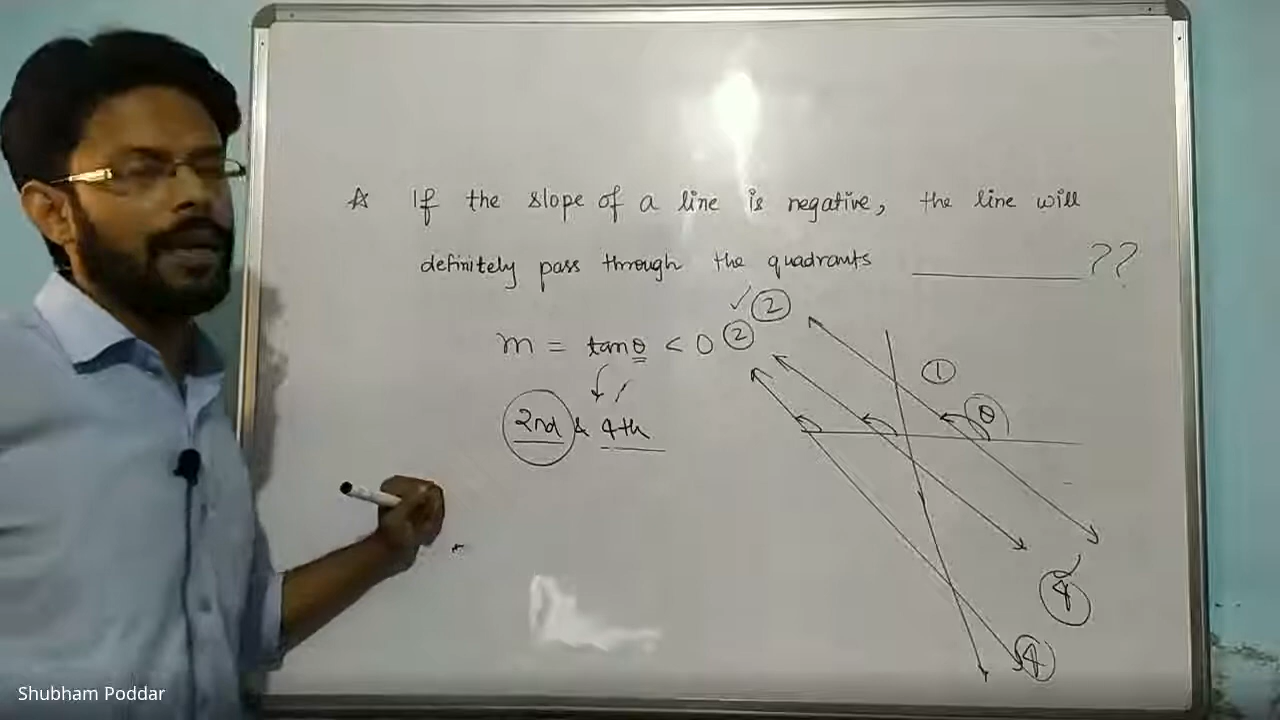 ☆ If the slope of a line is negative, the line will
definitely pass through the quadrants ________ ??
m = tanθ < 0
2nd & 4th
✓ 2
2
1
θ
4
4
Shubham Poddar